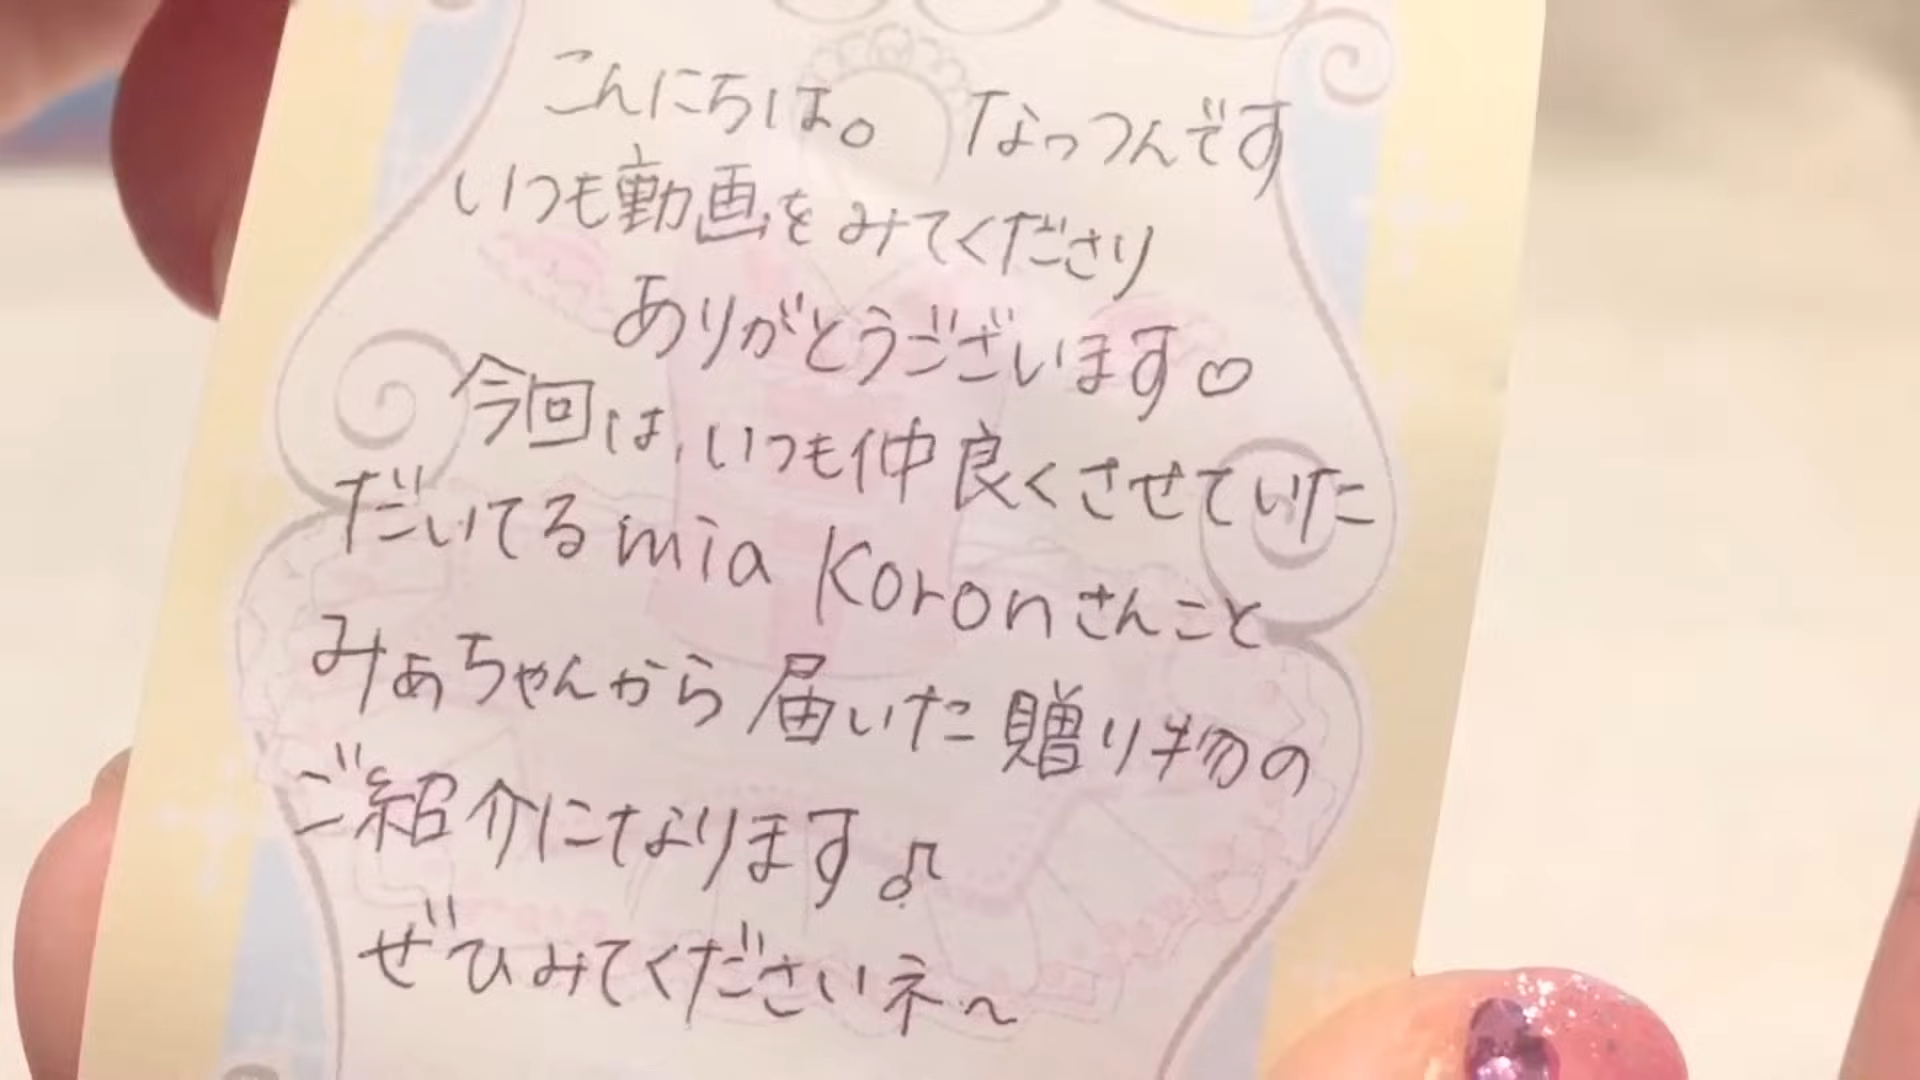 こんにちは。 なっつんです
いつも動画をみてくださり
ありがとうございます♡
今回は、いつも仲良くさせていた
だいてるmia Koronさんこと
みぁちゃんから届いた贈り物の
ご紹介になります♪
ぜひみてくださいネ〜